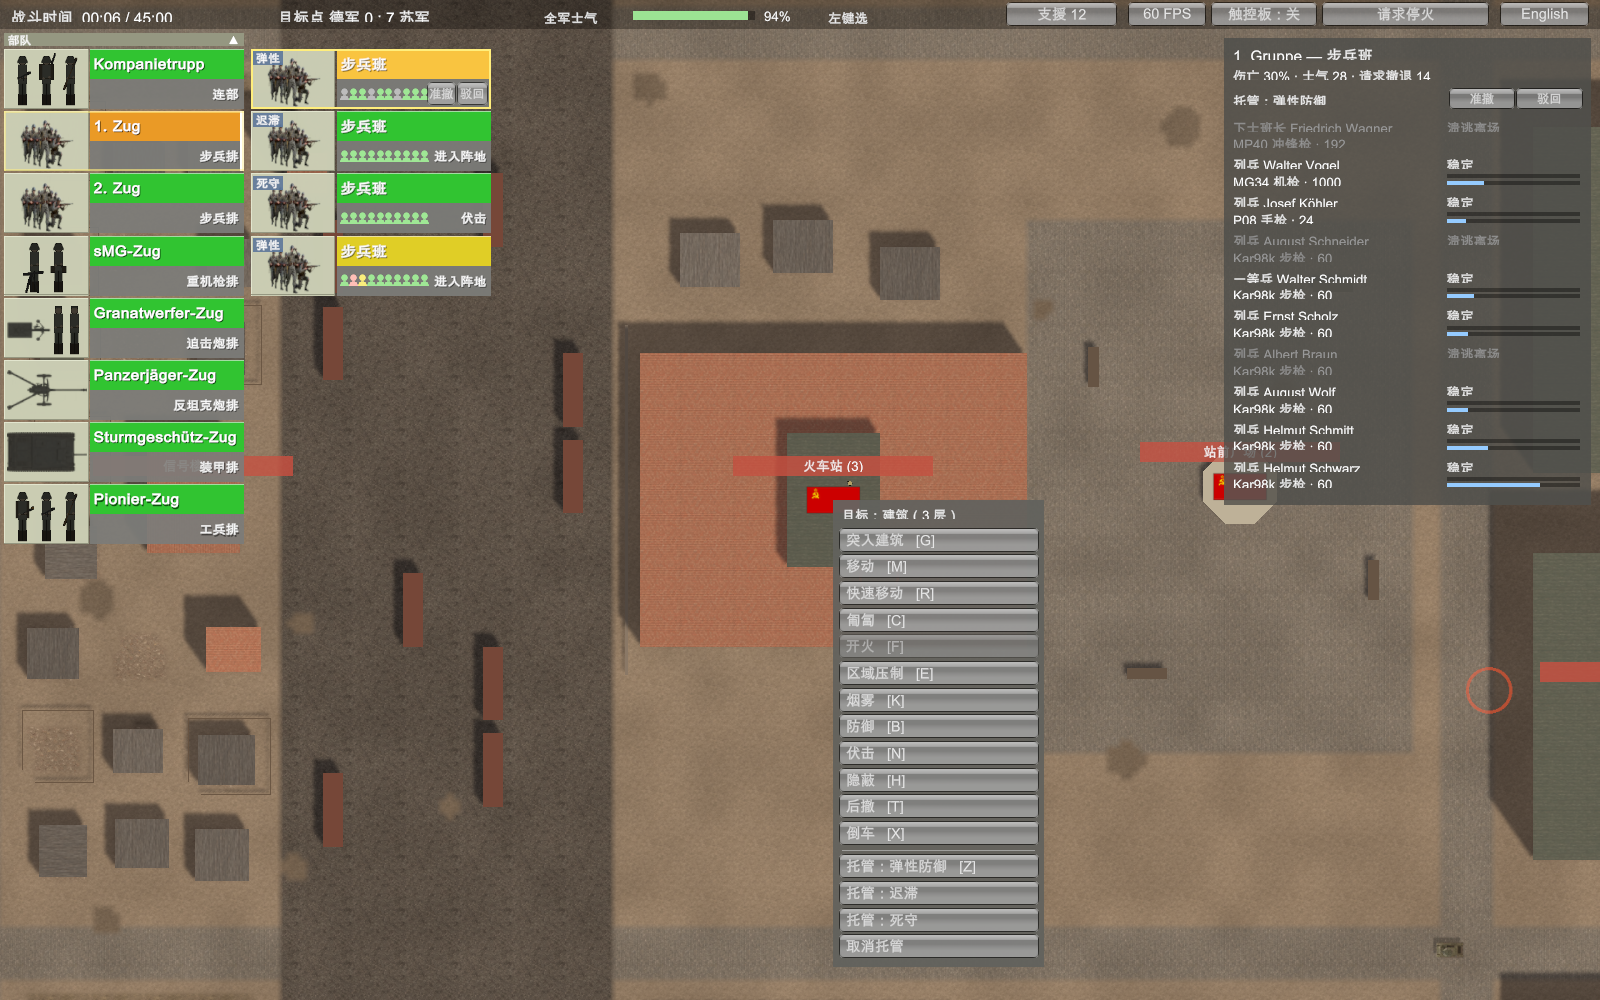 战斗时间 00:06 / 45:00
目标点 德军 0 : 7 苏军
全军士气
94%
左键选
支援 12
60 FPS
触控板：关
请求停火
English
部队
Kompanietrupp
连部
1. Zug
步兵排
2. Zug
步兵排
sMG-Zug
重机枪排
Granatwerfer-Zug
迫击炮排
Panzerjäger-Zug
反坦克炮排
Sturmgeschütz-Zug
装甲排
Pionier-Zug
工兵排
弹性
步兵班
准撤 驳回
迟滞
步兵班
进入阵地
死守
步兵班
伏击
弹性
步兵班
进入阵地
火车站 (3)
目标：建筑 ( 3 层 )
突入建筑 [G]
移动 [M]
快速移动 [R]
匍匐 [C]
开火 [F]
区域压制 [E]
烟雾 [K]
防御 [B]
伏击 [N]
隐蔽 [H]
后撤 [T]
倒车 [X]
托管：弹性防御 [Z]
托管：迟滞
托管：死守
取消托管
1. Gruppe — 步兵班
伤亡 30% · 士气 28 · 请求撤退 14
托管：弹性防御
准撤
驳回
下士班长 Friedrich Wagner 溃逃离场
MP40 冲锋枪 · 192
列兵 Walter Vogel 稳定
MG34 机枪 · 1000
列兵 Josef Köhler 稳定
P08 手枪 · 24
列兵 August Schneider 溃逃离场
Kar98k 步枪 · 60
一等兵 Walter Schmidt 稳定
Kar98k 步枪 · 60
列兵 Ernst Scholz 稳定
Kar98k 步枪 · 60
列兵 Albert Braun 溃逃离场
Kar98k 步枪 · 60
列兵 August Wolf 稳定
Kar98k 步枪 · 60
列兵 Helmut Schmitt 稳定
Kar98k 步枪 · 60
列兵 Helmut Schwarz 稳定
Kar98k 步枪 · 60